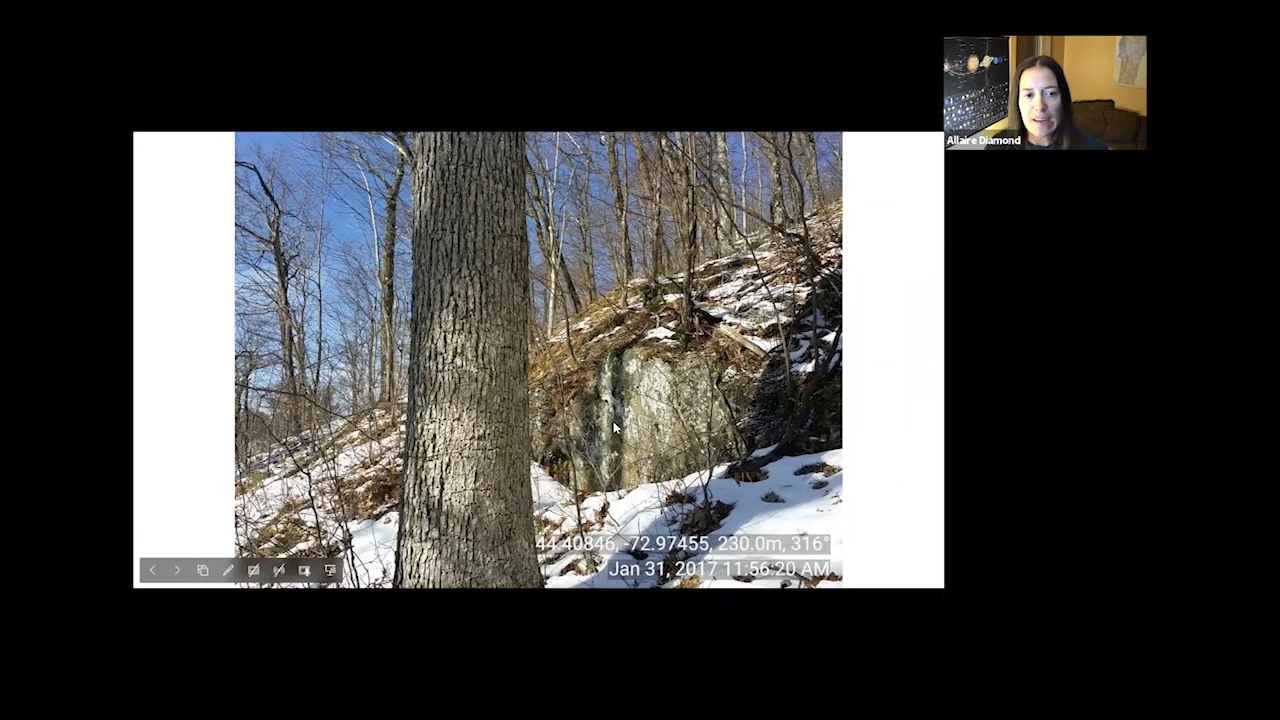 Allaire Diamond
44.40846, -72.97455, 230.0m, 316°
Jan 31, 2017 11:56:20 AM